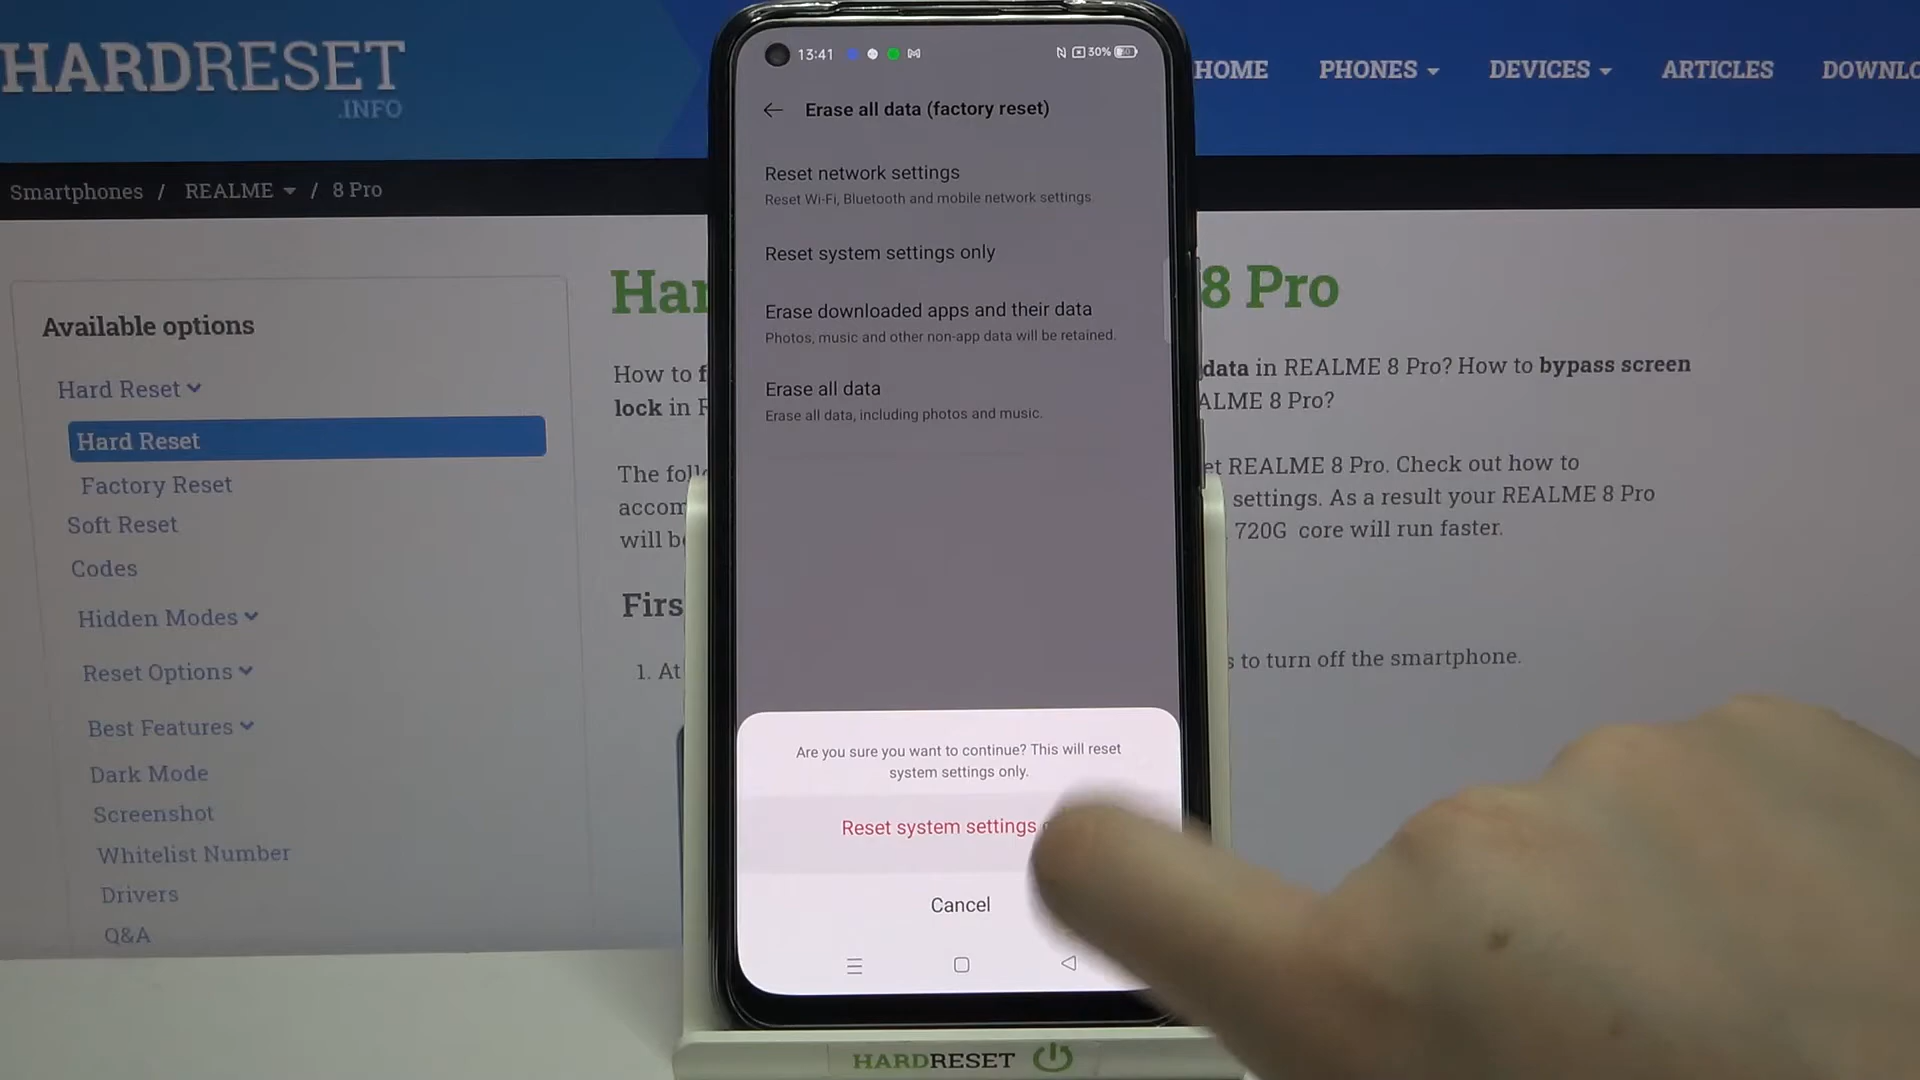 HARDRESET
.INFO
HOME PHONES DEVICES ARTICLES
Smartphones / REALME / 8 Pro
Available options
Hard Reset
Hard Reset
Factory Reset
Soft Reset
Codes
Hidden Modes
Reset Options
Best Features
Dark Mode
Screenshot
Whitelist Number
Drivers
Q&A
8 Pro
How to
lock in
data in REALME 8 Pro? How to bypass screen
8 Pro?
The
REALME 8 Pro. Check out how to
settings. As a result your REALME 8 Pro
will
720G core will run faster.
1. At
to turn off the smartphone.
13:41 30%
Erase all data (factory reset)
Reset network settings
Reset Wi-Fi, Bluetooth and mobile network settings
Reset system settings only
Erase downloaded apps and their data
Photos, music and other non-app data will be retained.
Erase all data
Erase all data, including photos and music.
Are you sure you want to continue? This will reset
system settings only.
Reset system settings
Cancel
HARDRESET